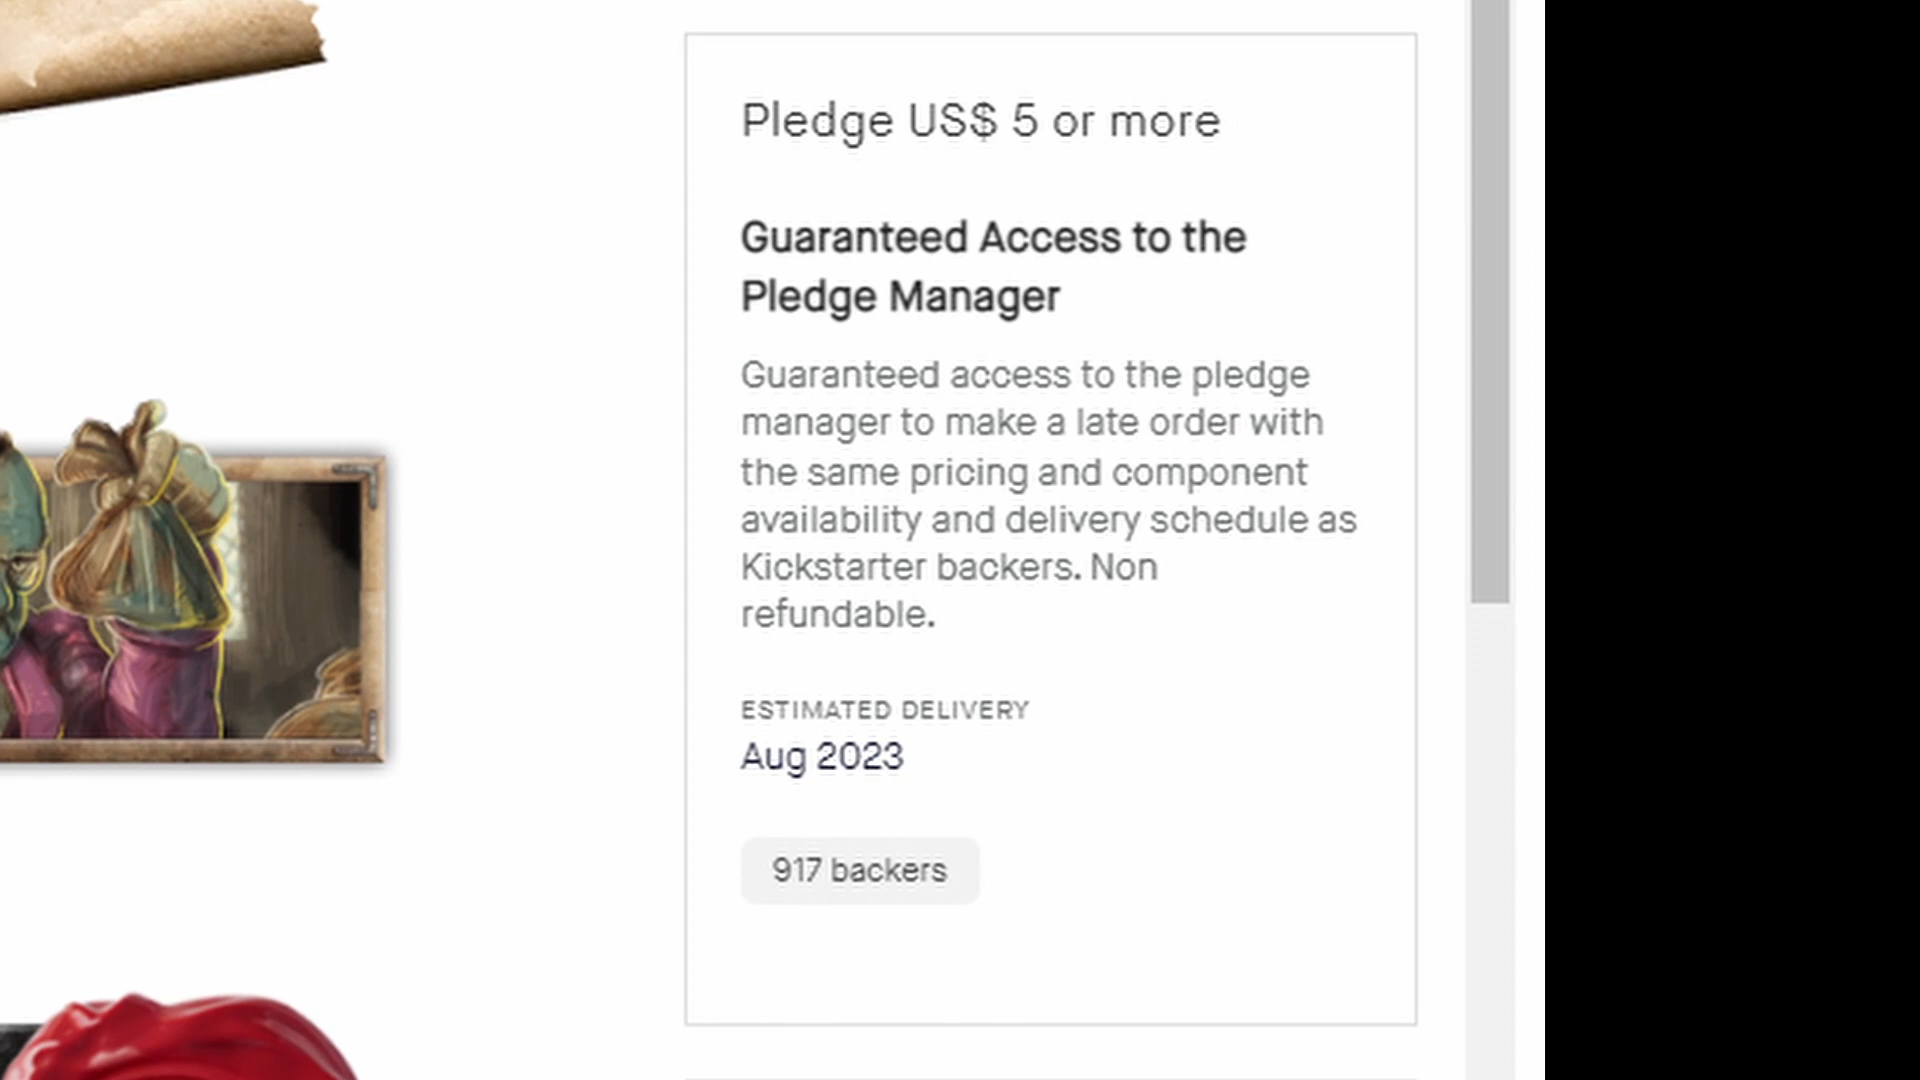 Pledge US$ 5 or more
Guaranteed Access to the
Pledge Manager
Guaranteed access to the pledge
manager to make a late order with
the same pricing and component
availability and delivery schedule as
Kickstarter backers. Non
refundable.
ESTIMATED DELIVERY
Aug 2023
917 backers